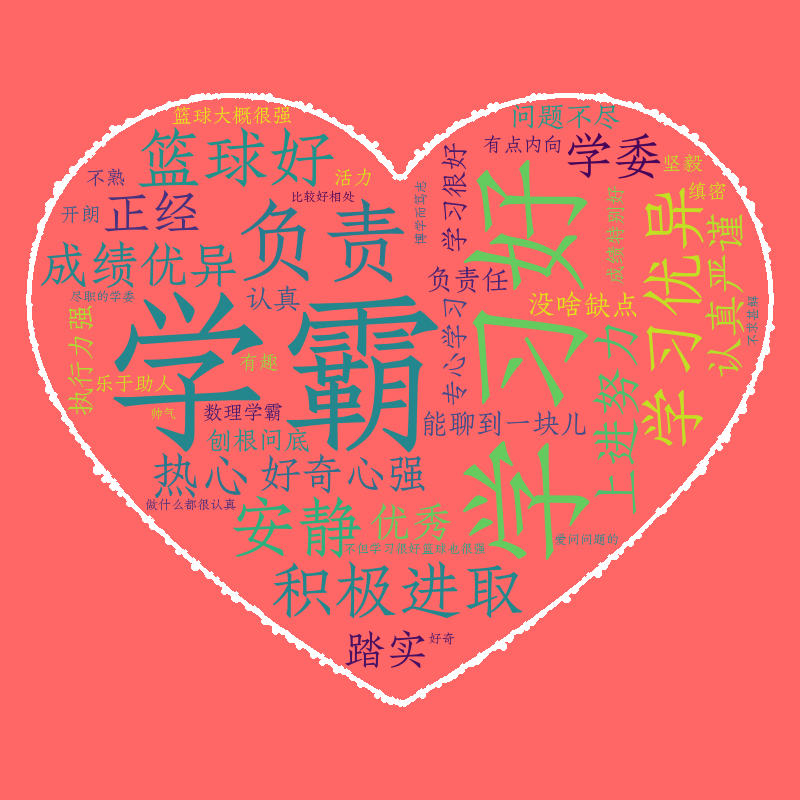 篮球大概很强
问题不尽
篮球好
有点内向
学委
坚毅
不熟
活力
缜密
比较好相处
开朗
正经
负责
博学而笃志
学习很好
学习好
成绩特别好
学习优异
认真严谨
成绩优异
负责任
尽职的学委
认真
没啥缺点
不求甚解
执行力强
学霸
专心学习
上进努力
有趣
乐于助人
帅气
数理学霸
能聊到一块儿
刨根问底
热心
好奇心强
做什么都很认真
安静
优秀
爱问问题的
不但学习很好篮球也很强
积极进取
踏实
好奇